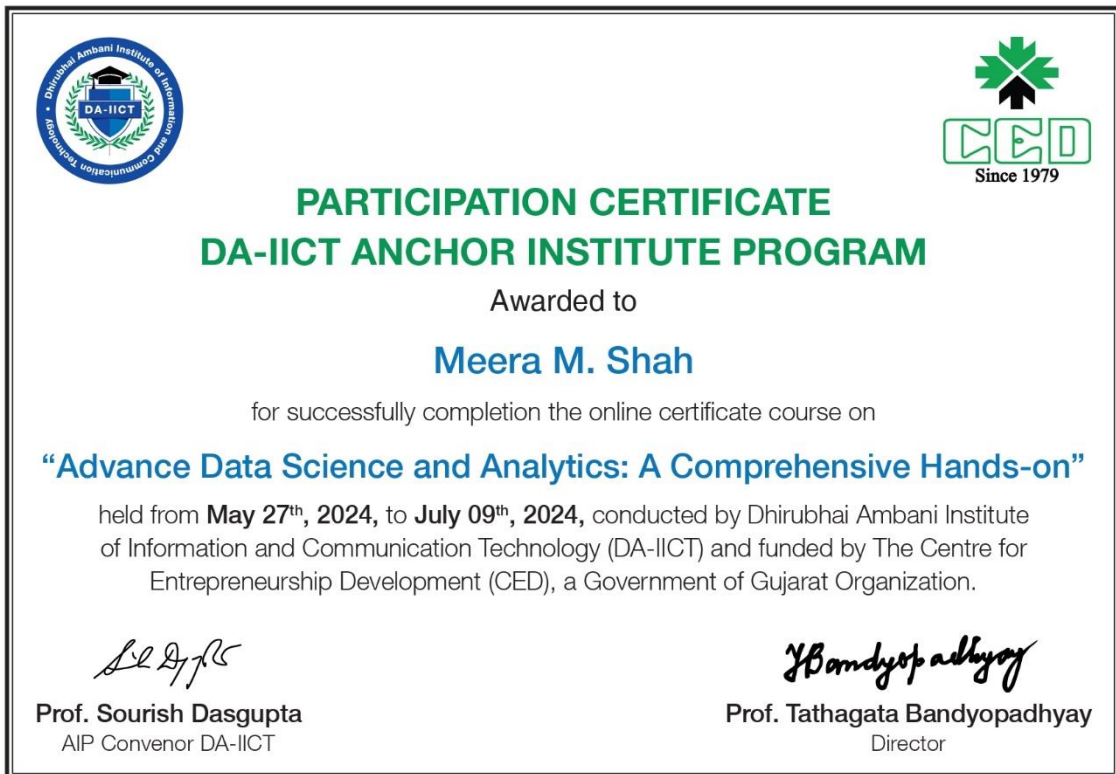 Dhirubhai Ambani Institute of Information and Communication Technology
DA-IICT
CED
Since 1979
PARTICIPATION CERTIFICATE
DA-IICT ANCHOR INSTITUTE PROGRAM
Awarded to
Meera M. Shah
for successfully completion the online certificate course on
“Advance Data Science and Analytics: A Comprehensive Hands-on”
held from May 27th, 2024, to July 09th, 2024, conducted by Dhirubhai Ambani Institute
of Information and Communication Technology (DA-IICT) and funded by The Centre for
Entrepreneurship Development (CED), a Government of Gujarat Organization.
TBandyopadhyay
Prof. Sourish Dasgupta
AIP Convenor DA-IICT
Prof. Tathagata Bandyopadhyay
Director